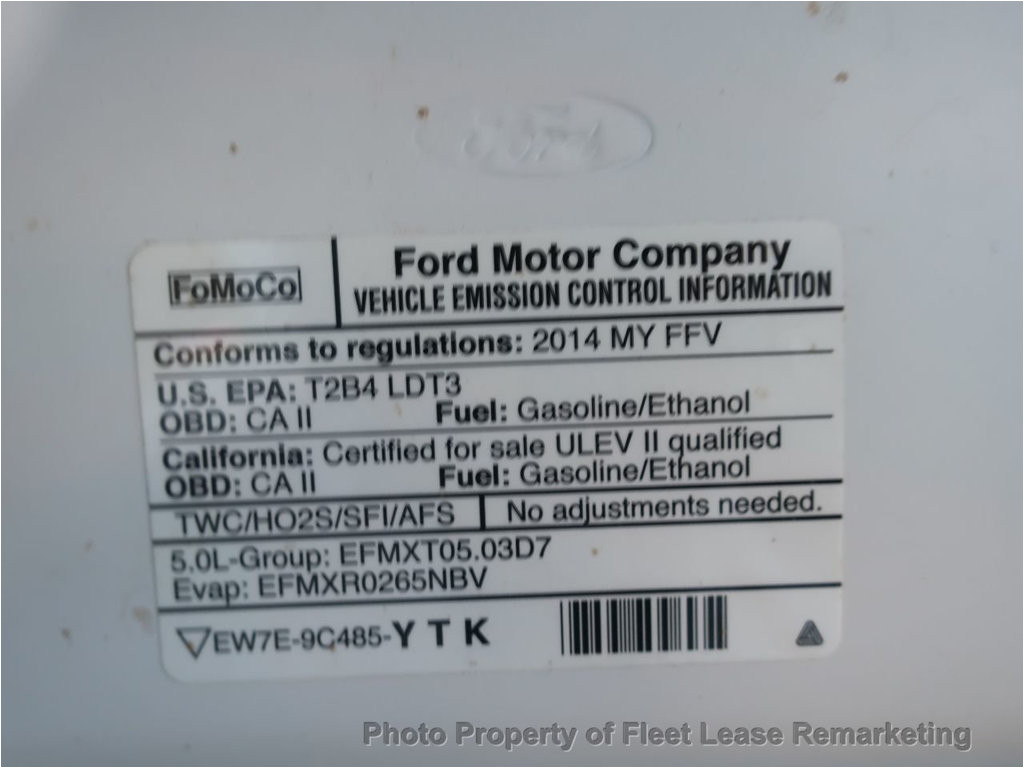 Ford
FoMoCo
Ford Motor Company
VEHICLE EMISSION CONTROL INFORMATION
Conforms to regulations: 2014 MY FFV
U.S. EPA: T2B4 LDT3
OBD: CA II Fuel: Gasoline/Ethanol
California: Certified for sale ULEV II qualified
OBD: CA II Fuel: Gasoline/Ethanol
TWC/HO2S/SFI/AFS No adjustments needed.
5.0L-Group: EFMXT05.03D7
Evap: EFMXR0265NBV
EW7E-9C485-Y T K
Photo Property of Fleet Lease Remarketing